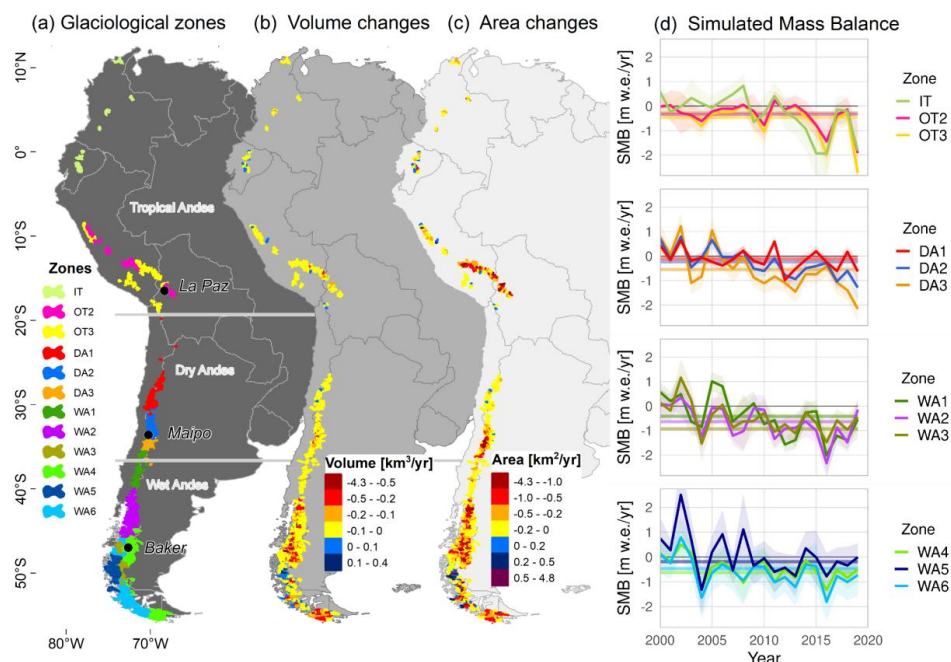 (a) Glaciological zones
(b) Volume changes
(c) Area changes
(d) Simulated Mass Balance
10°N
0°
10°S
20°S
30°S
40°S
50°S
80°W
70°W
Tropical Andes
La Paz
Dry Andes
Maipo
Wet Andes
Baker
Zones
IT
OT2
OT3
DA1
DA2
DA3
WA1
WA2
WA3
WA4
WA5
WA6
Volume [km³/yr]
-4.3 - -0.5
-0.5 - -0.2
-0.2 - -0.1
-0.1 - 0
0 - 0.1
0.1 - 0.4
Area [km²/yr]
-4.3 - -1.0
-1.0 - -0.5
-0.5 - -0.2
-0.2 - 0
0 - 0.2
0.2 - 0.5
0.5 - 4.8
SMB [m w.e./yr]
2
1
0
-1
-2
Zone
IT
OT2
OT3
SMB [m w.e./yr]
2
1
0
-1
-2
Zone
DA1
DA2
DA3
SMB [m w.e./yr]
2
1
0
-1
-2
Zone
WA1
WA2
WA3
SMB [m w.e./yr]
2
1
0
-1
-2
Zone
WA4
WA5
WA6
2000
2005
2010
2015
2020
Year